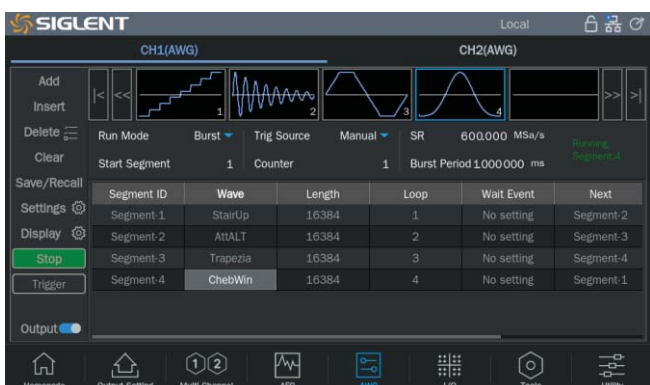 SIGLENT Local
CH1(AWG) CH2(AWG)
Add
Insert
Delete
Clear
Save/Recall
Settings
Display
Stop
Trigger
Output
|< << 1 2 3 4 >> >|
Run Mode Burst Trig Source Manual SR 600.000 MSa/s
Running,
Start Segment 1 Counter 1 Burst Period 1.000000 ms
Segment:4
Segment ID Wave Length Loop Wait Event Next
Segment-1 StairUp 16384 1 No setting Segment-2
Segment-2 AttALT 16384 2 No setting Segment-3
Segment-3 Trapezia 16384 3 No setting Segment-4
Segment-4 ChebWin 16384 4 No setting Segment-1
1 2